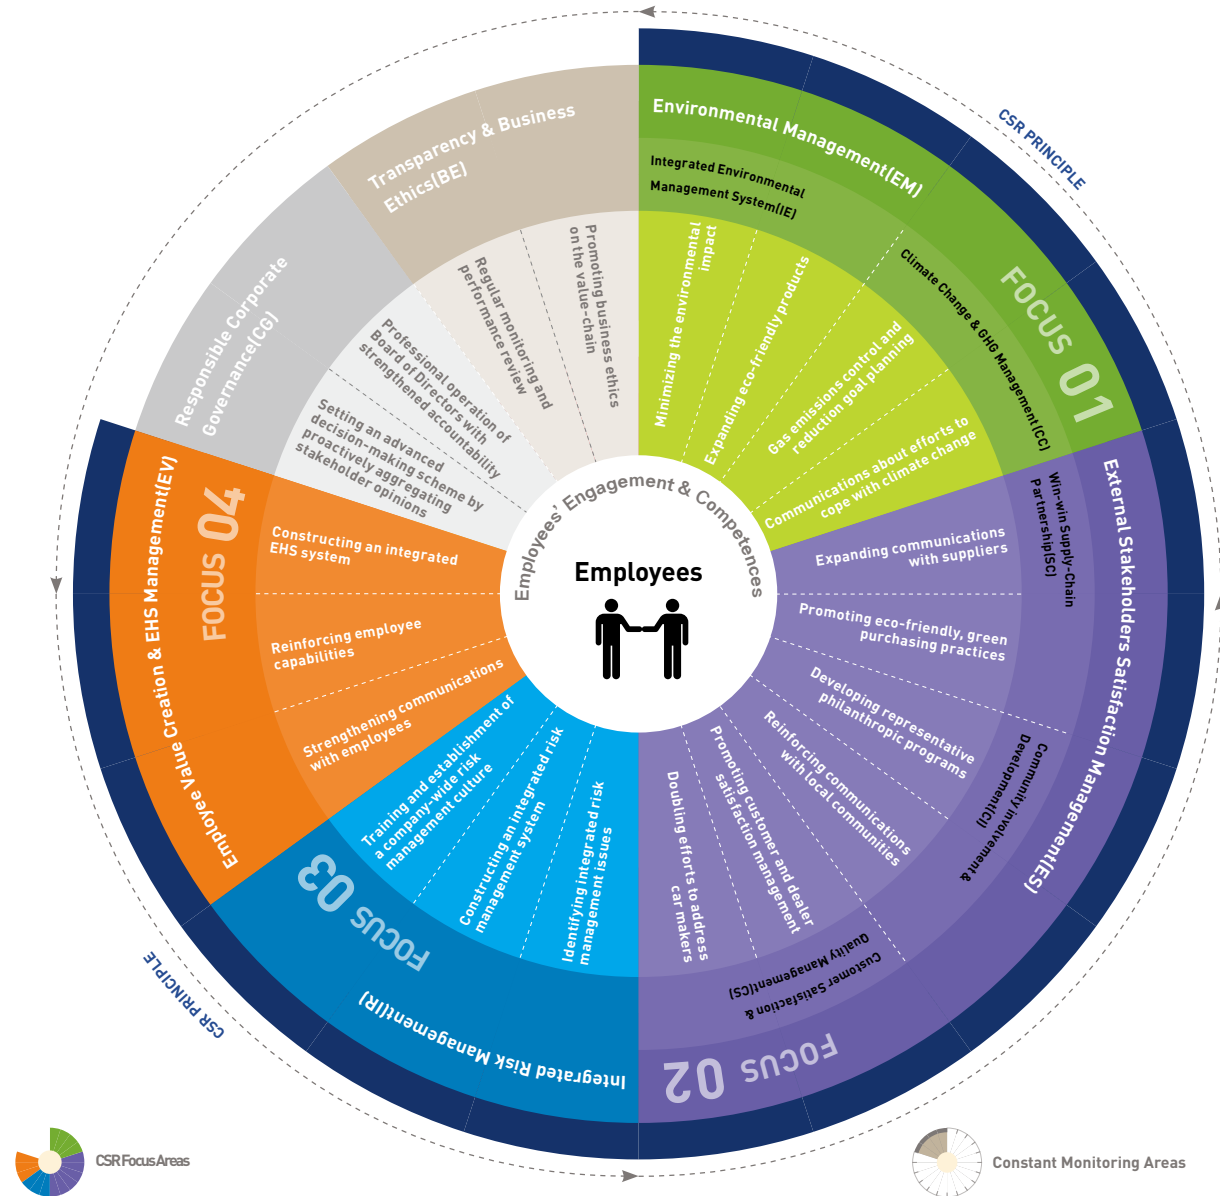 CSR PRINCIPLE
Environmental Management(EM)
FOCUS 01
Integrated Environmental
Management System(IE)
Minimizing the environmental
impact
Expanding eco-friendly products
Climate Change & GHG Management(CC)
Gas emissions control and
reduction goal planning
Communications about efforts to
cope with climate change
External Stakeholders Satisfaction Management(ES)
FOCUS 02
Win-win Supply-Chain
Partnership(SC)
Expanding communications
with suppliers
Promoting eco-friendly, green
purchasing practices
Community involvement &
Development(CI)
Developing representative
philanthropic programs
Reinforcing communications
with local communities
Customer Satisfaction &
Quality Management(CS)
Promoting customer and dealer
satisfaction management
Doubling efforts to address
car makers
Integrated Risk Management(IR)
FOCUS 03
Identifying integrated risk
management issues
Constructing an integrated risk
management system
Training and establishment of
a company-wide risk
management culture
CSR PRINCIPLE
Employee Value Creation & EHS Management(EV)
FOCUS 04
Strengthening communications
with employees
Reinforcing employee
capabilities
Constructing an integrated
EHS system
Responsible Corporate
Governance(CG)
Setting an advanced
decision-making scheme by
proactively aggregating
stakeholder opinions
Professional operation of
Board of Directors with
strengthened accountability
Transparency & Business
Ethics(BE)
Regular monitoring and
performance review
Promoting business ethics
on the value-chain
Employees' Engagement & Competences
Employees
CSR Focus Areas
Constant Monitoring Areas